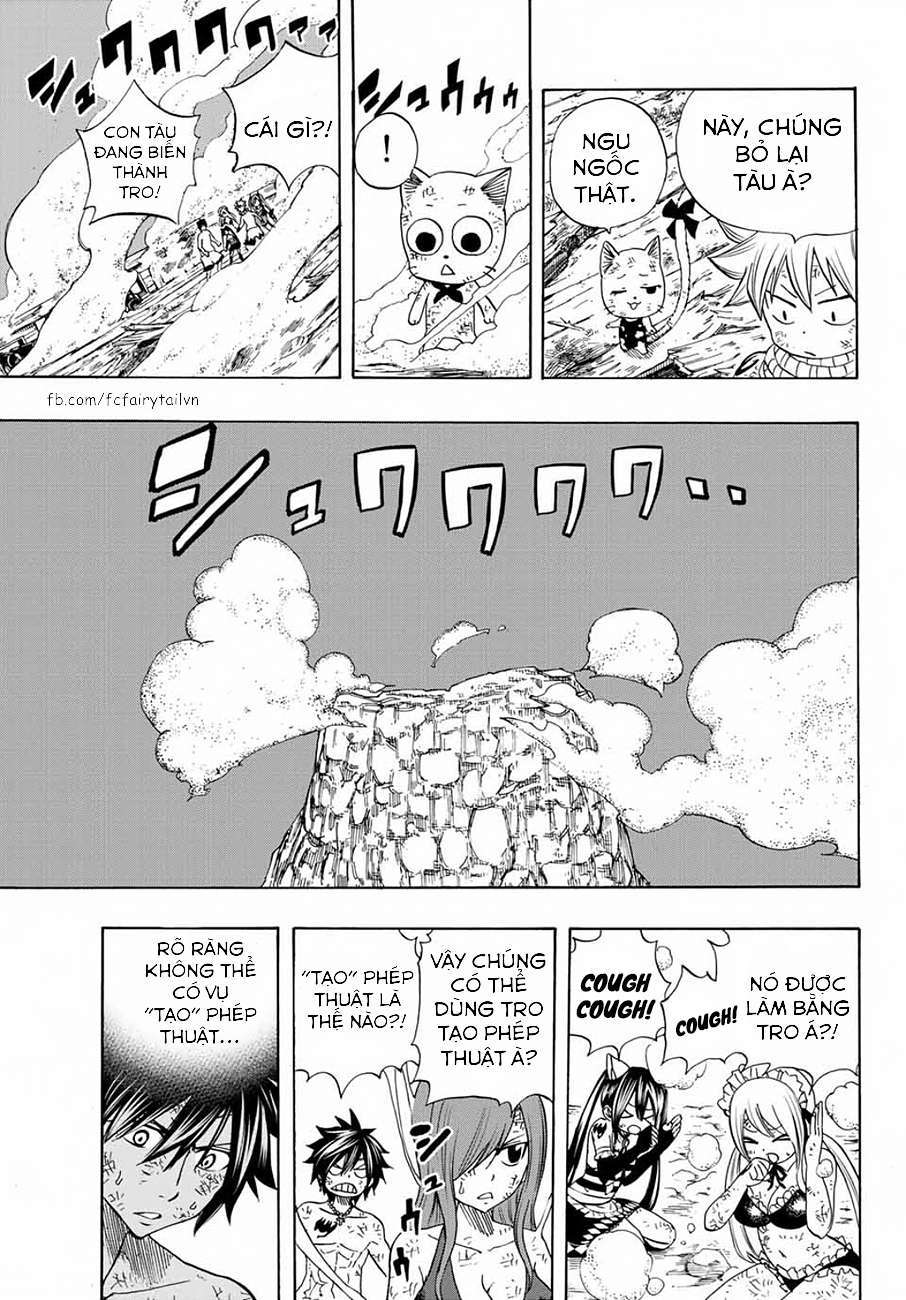 NÀY, CHÚNG
BỎ LẠI
TÀU À?
NGU
NGỐC
THẬT.
シュウゥゥ
!
シュワワワワ
CÁI GÌ?!
CON TÀU
ĐANG BIẾN
THÀNH
TRO!
fb.com/fcfairytailvn
シュワワワワ・・
NÓ ĐƯỢC
LÀM BẰNG
TRO Á?!
COUGH!
COUGH
COUGH!
VẬY CHÚNG
CÓ THỂ
DÙNG TRO
TẠO PHÉP
THUẬT À?
シュウ
"TẠO" PHÉP
THUẬT LÀ
THẾ NÀO?!
RÕ RÀNG
KHÔNG THỂ
CÓ VỤ
"TẠO" PHÉP
THUẬT...